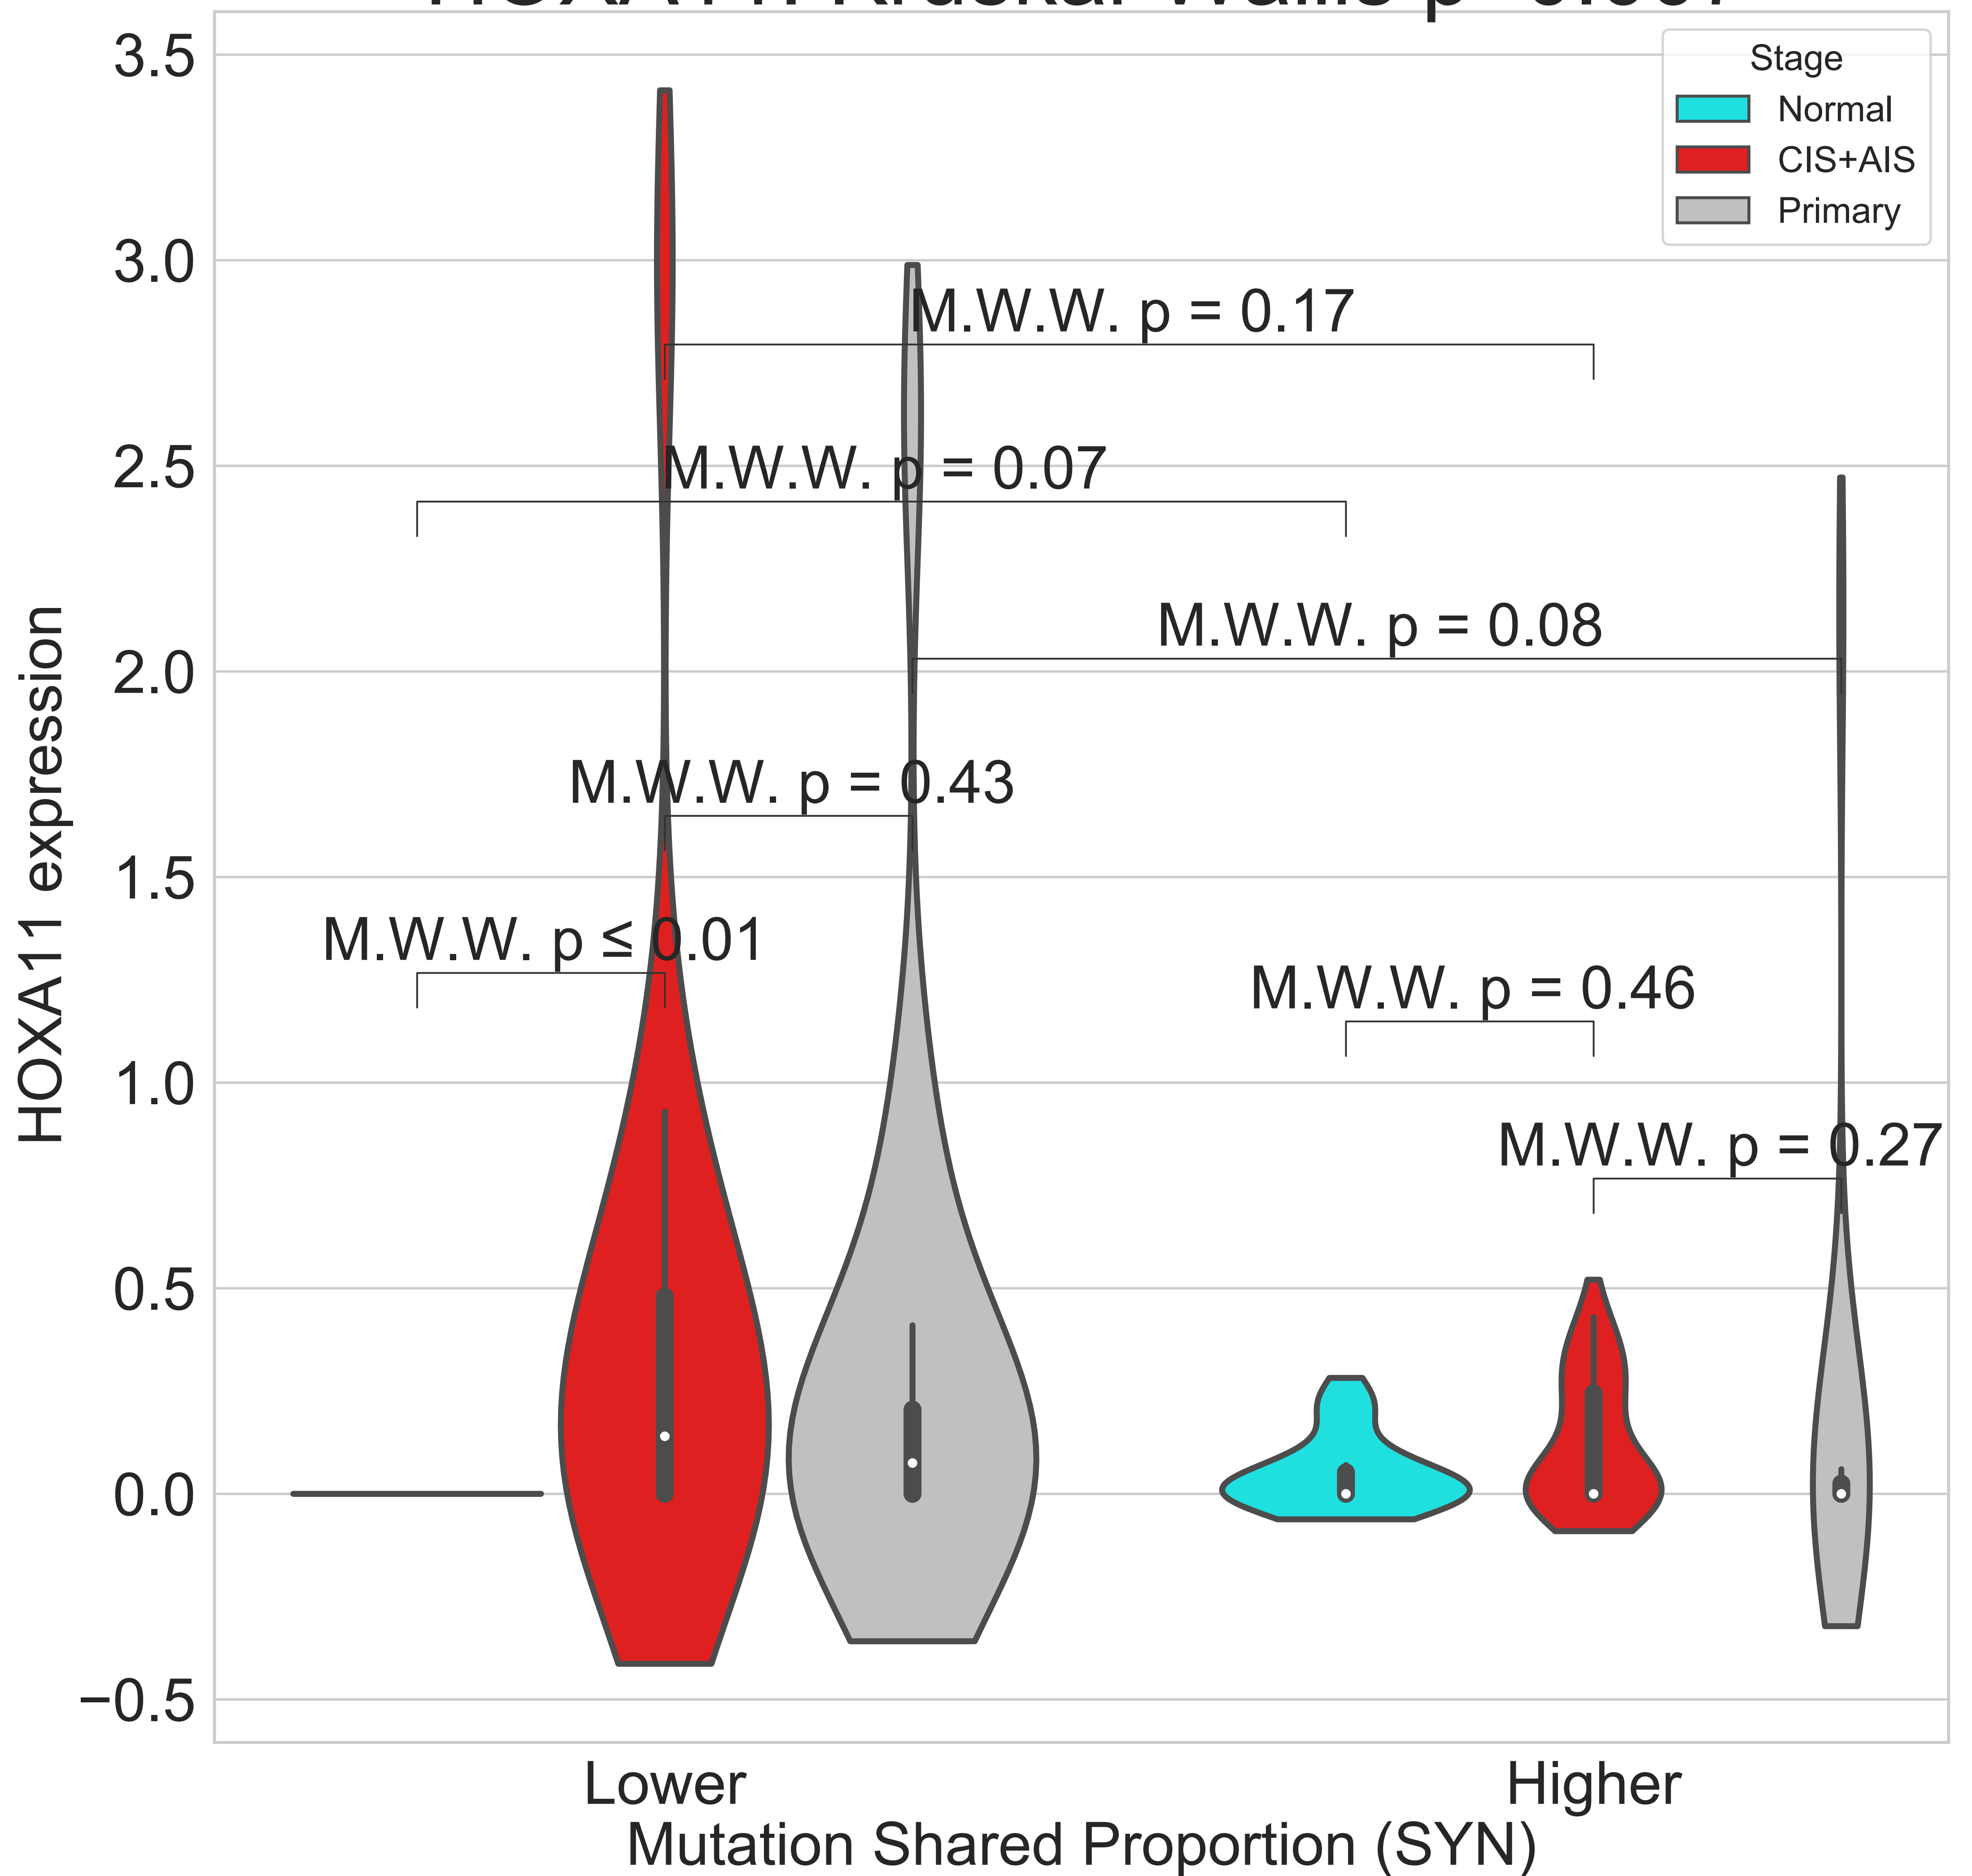 3.5
3.0
2.5
2.0
1.5
1.0
0.5
0.0
−0.5
HOXA11 expression
Stage
Normal
CIS+AIS
Primary
M.W.W. p = 0.17
M.W.W. p = 0.07
M.W.W. p = 0.08
M.W.W. p = 0.43
M.W.W. p ≤ 0.01
M.W.W. p = 0.46
M.W.W. p = 0.27
Lower
Higher
Mutation Shared Proportion (SYN)